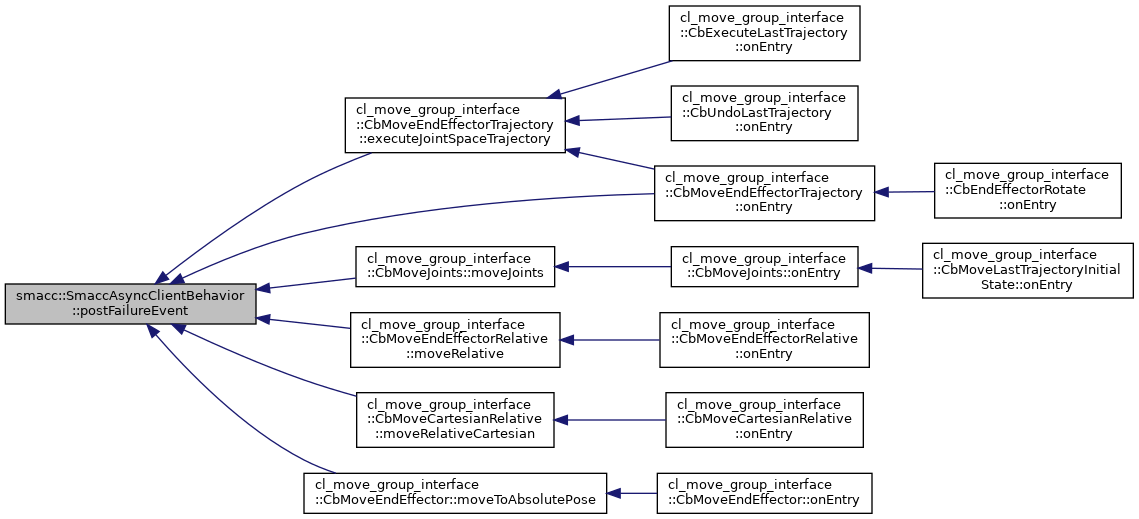 cl_move_group_interface
::CbExecuteLastTrajectory
::onEntry
cl_move_group_interface
::CbMoveEndEffectorTrajectory
::executeJointSpaceTrajectory
cl_move_group_interface
::CbUndoLastTrajectory
::onEntry
cl_move_group_interface
::CbMoveEndEffectorTrajectory
::onEntry
cl_move_group_interface
::CbEndEffectorRotate
::onEntry
smacc::SmaccAsyncClientBehavior
::postFailureEvent
cl_move_group_interface
::CbMoveJoints::moveJoints
cl_move_group_interface
::CbMoveJoints::onEntry
cl_move_group_interface
::CbMoveLastTrajectoryInitial
State::onEntry
cl_move_group_interface
::CbMoveEndEffectorRelative
::moveRelative
cl_move_group_interface
::CbMoveEndEffectorRelative
::onEntry
cl_move_group_interface
::CbMoveCartesianRelative
::moveRelativeCartesian
cl_move_group_interface
::CbMoveCartesianRelative
::onEntry
cl_move_group_interface
::CbMoveEndEffector::moveToAbsolutePose
cl_move_group_interface
::CbMoveEndEffector::onEntry